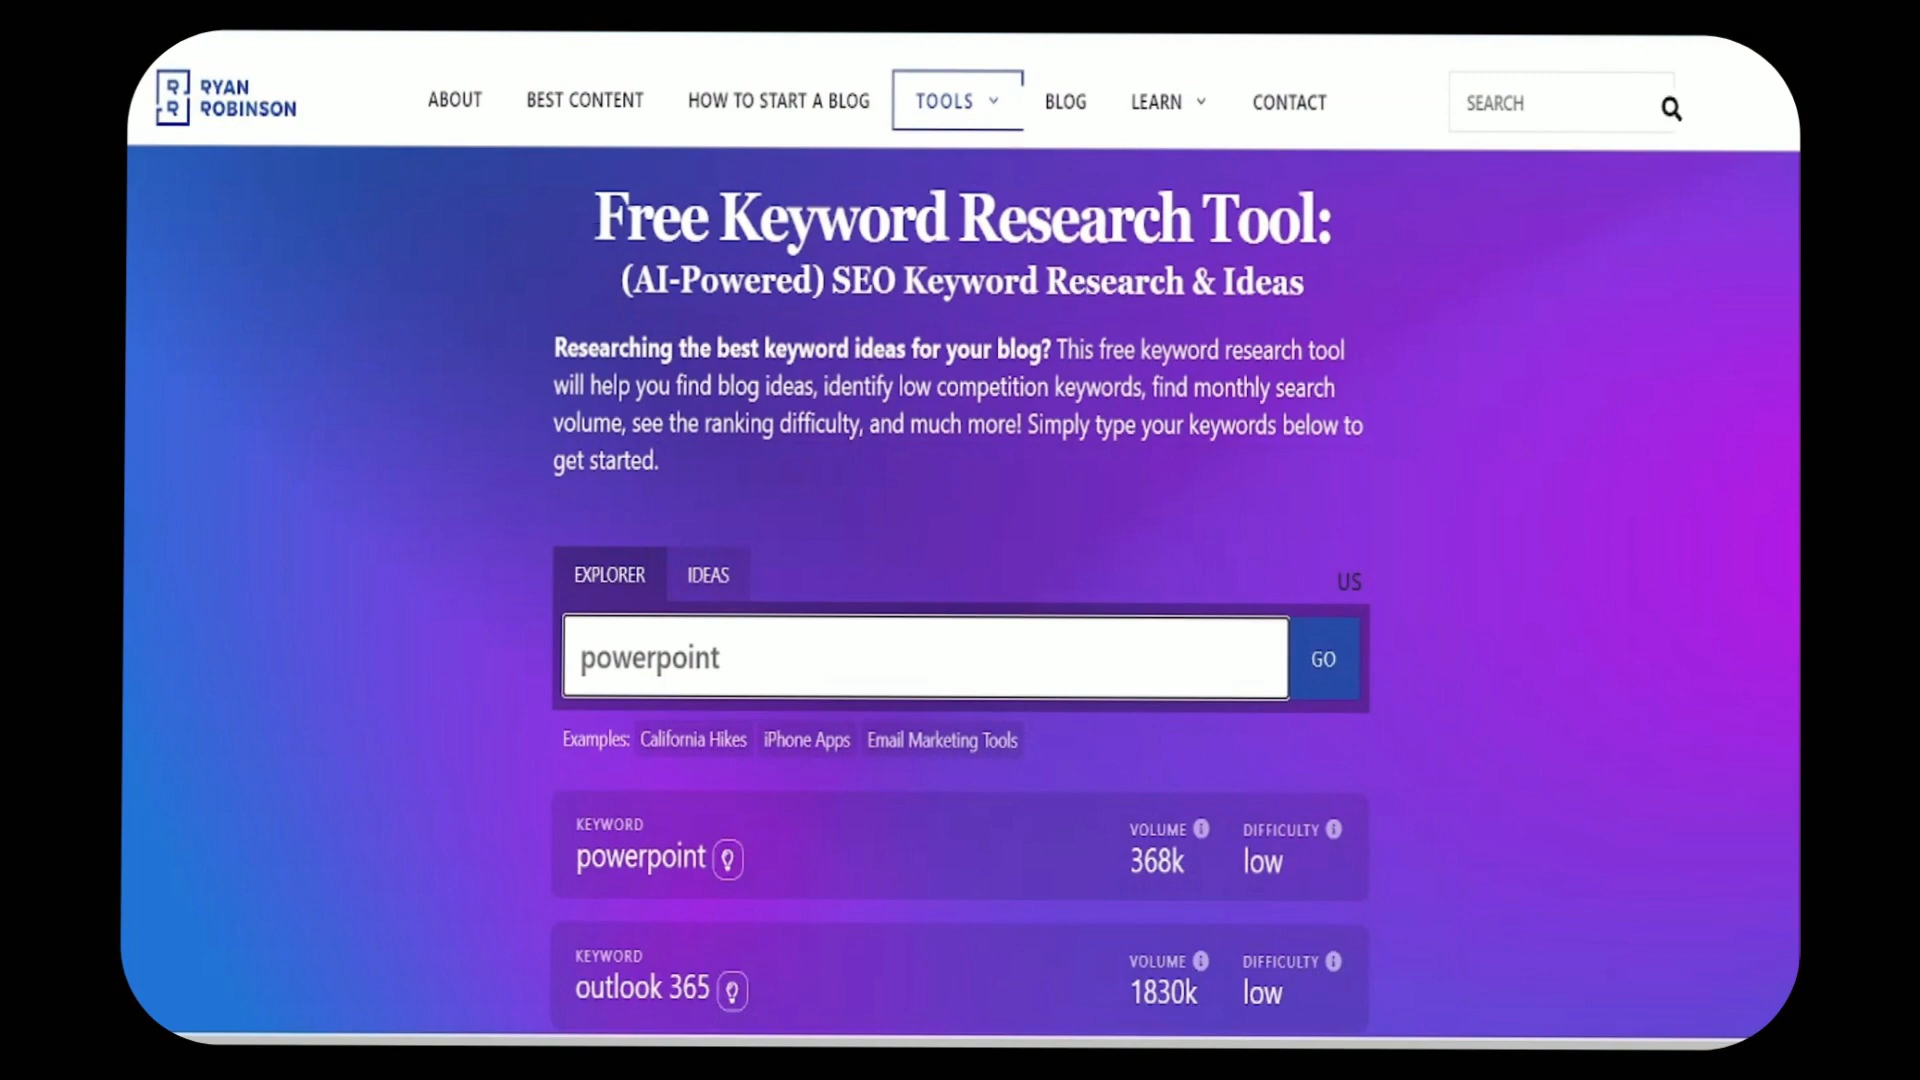 RYAN
ROBINSON
ABOUT
BEST CONTENT
HOW TO START A BLOG
TOOLS
BLOG
LEARN
CONTACT
SEARCH
Free Keyword Research Tool:
(AI-Powered) SEO Keyword Research & Ideas
Researching the best keyword ideas for your blog? This free keyword research tool
will help you find blog ideas, identify low competition keywords, find monthly search
volume, see the ranking difficulty, and much more! Simply type your keywords below to
get started.
EXPLORER
IDEAS
US
powerpoint
GO
Examples: California Hikes iPhone Apps Email Marketing Tools
KEYWORD
powerpoint
VOLUME
368k
DIFFICULTY
low
KEYWORD
outlook 365
VOLUME
1830k
DIFFICULTY
low